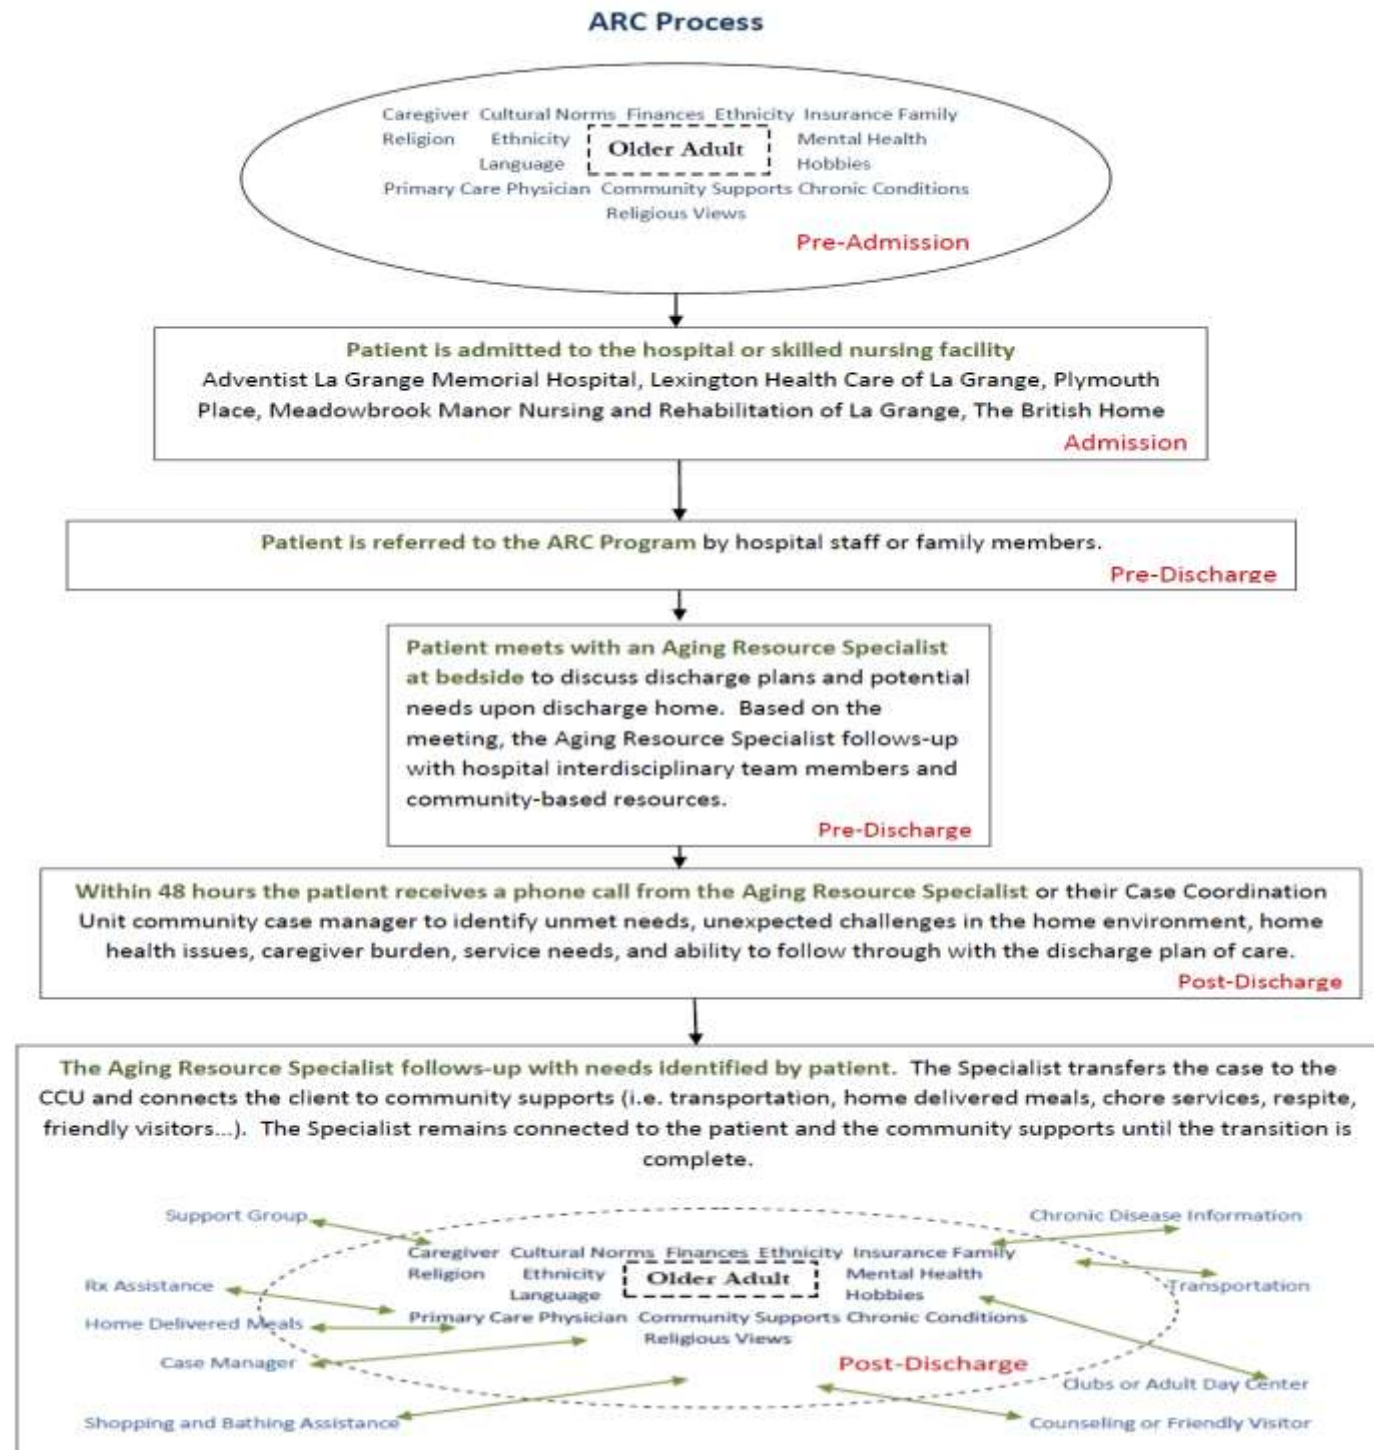 ARC Process
Caregiver Cultural Norms Finances Ethnicity Insurance Family
Religion Ethnicity Older Adult Mental Health
Language Hobbies
Primary Care Physician Community Supports Chronic Conditions
Religious Views
Pre-Admission
Patient is admitted to the hospital or skilled nursing facility
Adventist La Grange Memorial Hospital, Lexington Health Care of La Grange, Plymouth
Place, Meadowbrook Manor Nursing and Rehabilitation of La Grange, The British Home
Admission
Patient is referred to the ARC Program by hospital staff or family members.
Pre-Discharge
Patient meets with an Aging Resource Specialist
at bedside to discuss discharge plans and potential
needs upon discharge home. Based on the
meeting, the Aging Resource Specialist follows-up
with hospital interdisciplinary team members and
community-based resources.
Pre-Discharge
Within 48 hours the patient receives a phone call from the Aging Resource Specialist or their Case Coordination
Unit community case manager to identify unmet needs, unexpected challenges in the home environment, home
health issues, caregiver burden, service needs, and ability to follow through with the discharge plan of care.
Post-Discharge
The Aging Resource Specialist follows-up with needs identified by patient. The Specialist transfers the case to the
CCU and connects the client to community supports (i.e. transportation, home delivered meals, chore services, respite,
friendly visitors...). The Specialist remains connected to the patient and the community supports until the transition is
complete.
Support Group
Chronic Disease Information
Caregiver Cultural Norms Finances Ethnicity Insurance Family
Religion Ethnicity Older Adult Mental Health
Rx Assistance
Transportation
Language Hobbies
Primary Care Physician Community Supports Chronic Conditions
Home Delivered Meals
Religious Views
Case Manager
Post-Discharge
Clubs or Adult Day Center
Shopping and Bathing Assistance
Counseling or Friendly Visitor